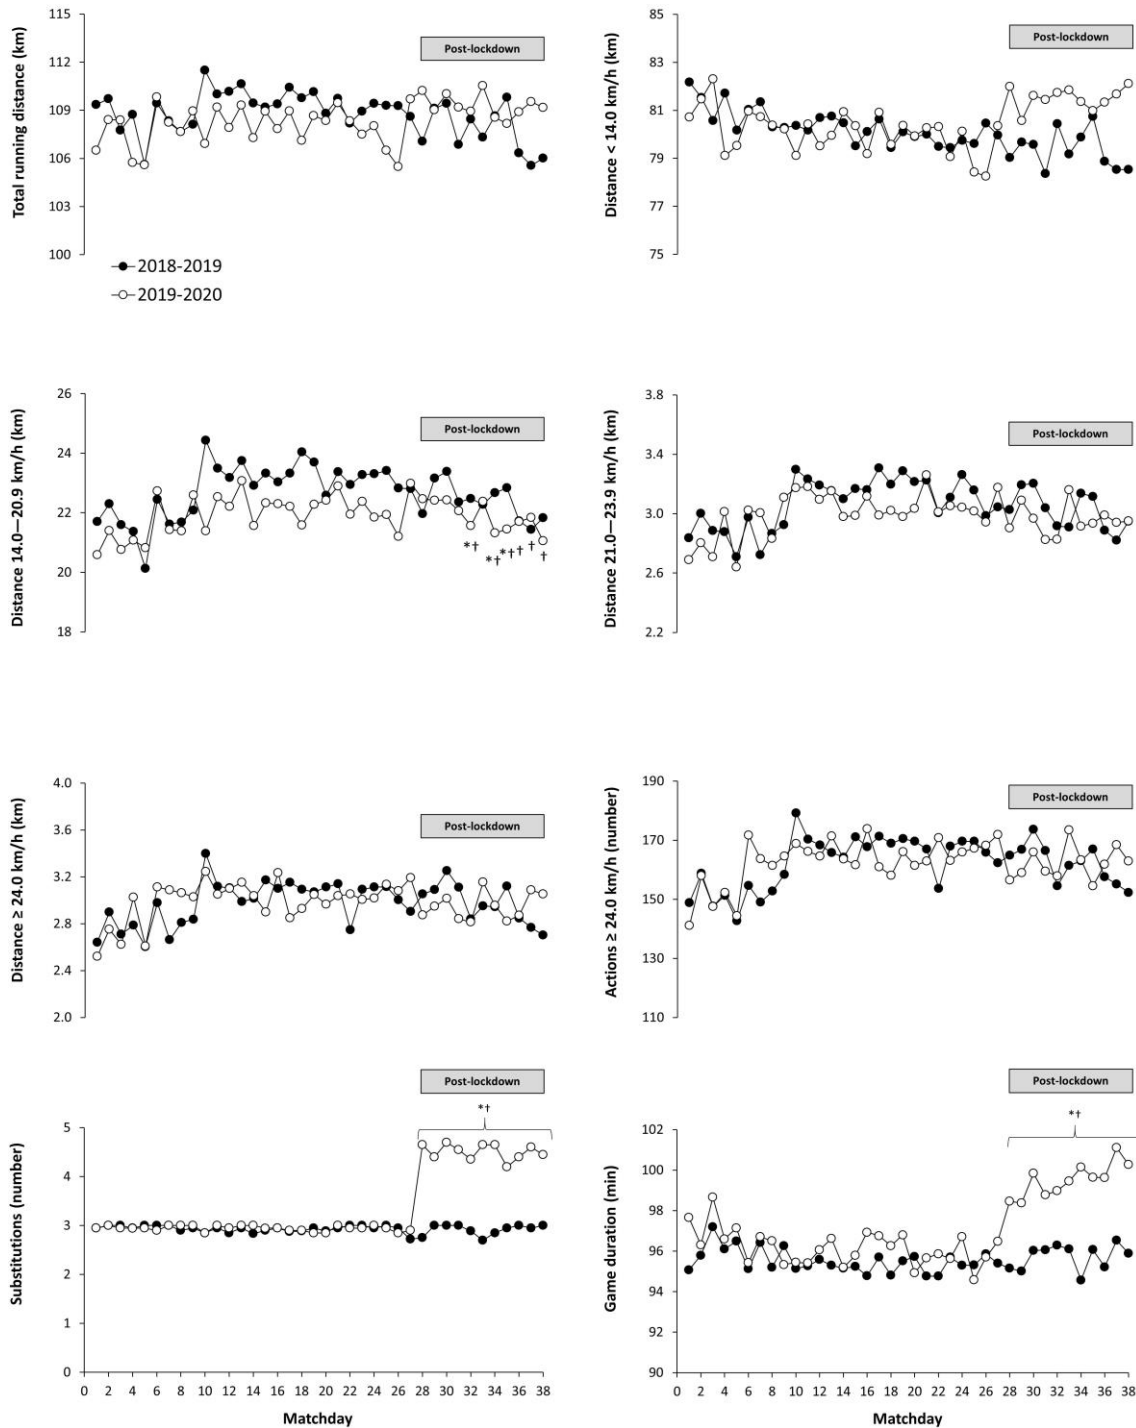 Total running distance (km)
115
112
109
106
103
100
Post-lockdown
2018-2019
2019-2020
Distance < 14.0 km/h (km)
85
83
81
79
77
75
Post-lockdown
Distance 14.0—20.9 km/h (km)
26
24
22
20
18
Post-lockdown
*† *† *† † † †
Distance 21.0—23.9 km/h (km)
3.8
3.4
3.0
2.6
2.2
Post-lockdown
Distance ≥ 24.0 km/h (km)
4.0
3.6
3.2
2.8
2.4
2.0
Post-lockdown
Actions ≥ 24.0 km/h (number)
190
170
150
130
110
Post-lockdown
Substitutions (number)
Post-lockdown
*†
5
4
3
2
1
0
0 2 4 6 8 10 12 14 16 18 20 22 24 26 28 30 32 34 36 38
Matchday
Game duration (min)
Post-lockdown
*†
102
100
98
96
94
92
90
0 2 4 6 8 10 12 14 16 18 20 22 24 26 28 30 32 34 36 38
Matchday